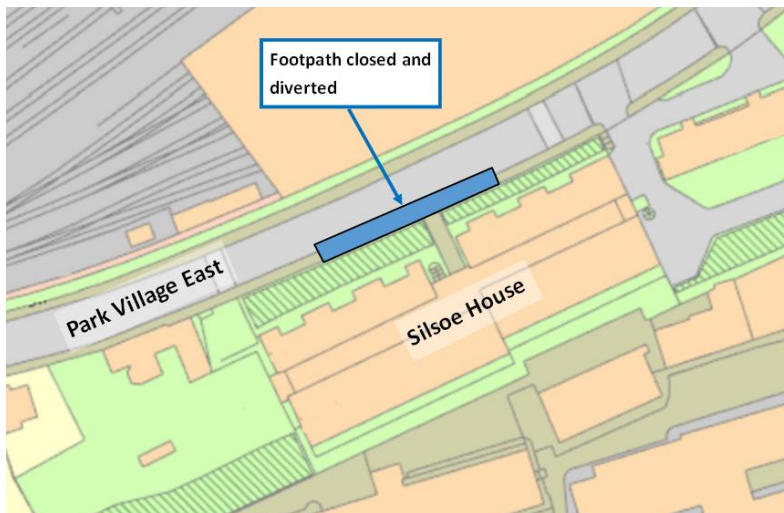 Footpath closed and
diverted
Park Village East
Silsoe House